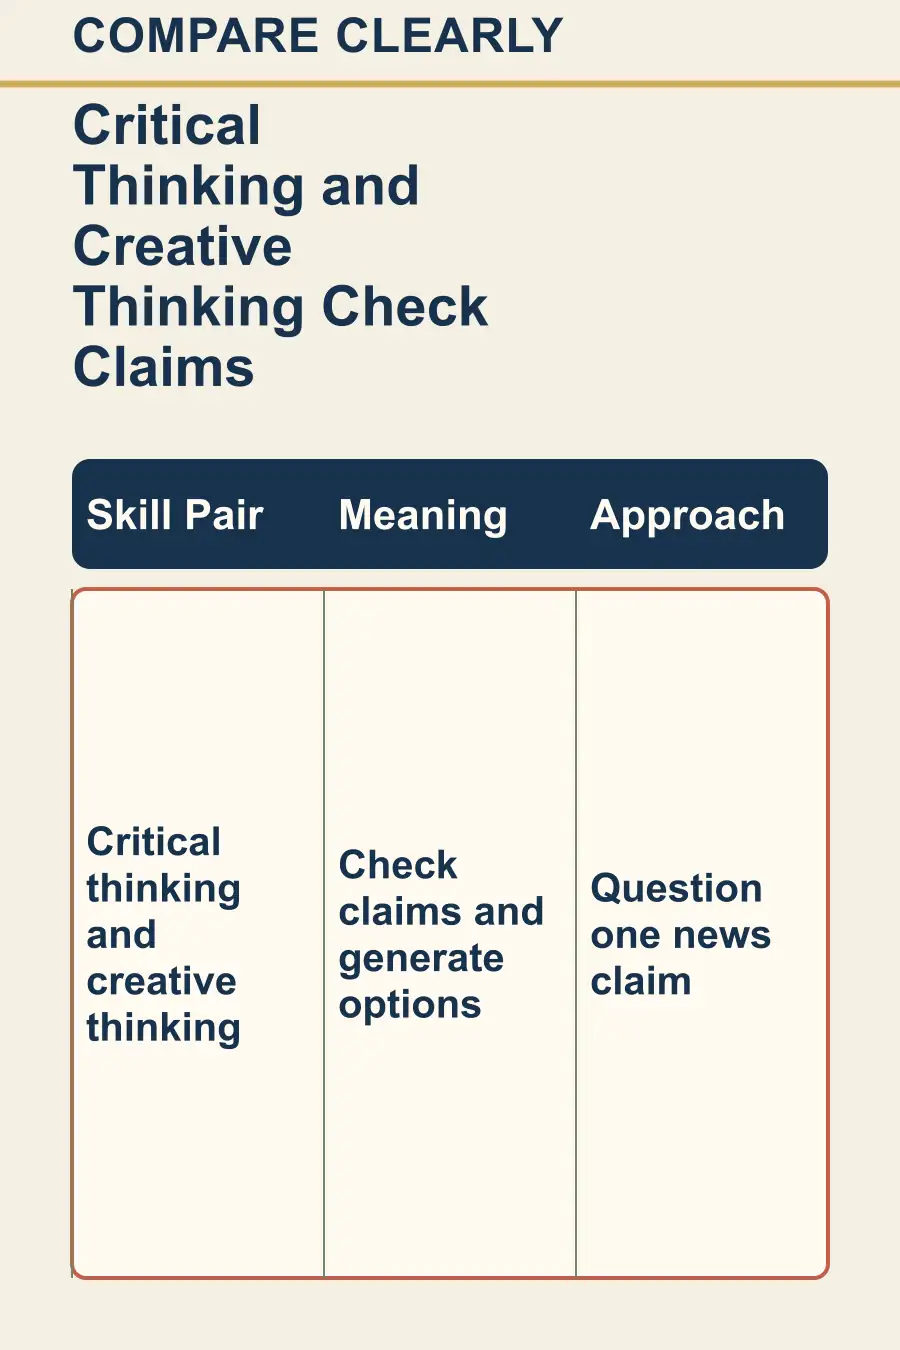 COMPARE CLEARLY
Critical
Thinking and
Creative
Thinking Check
Claims
Skill Pair
Meaning
Approach
Critical
thinking
and
creative
thinking
Check
claims and
generate
options
Question
one news
claim